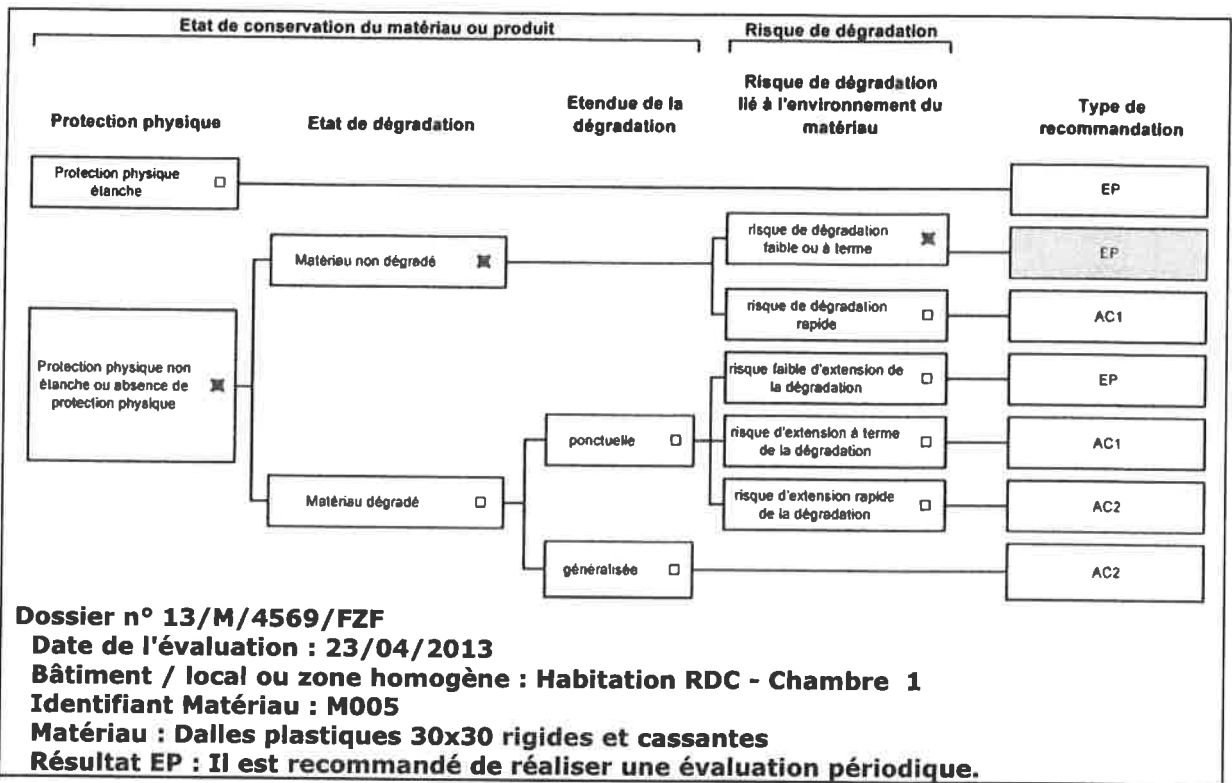 Etat de conservation du matériau ou produit
Risque de dégradation
Protection physique
Etat de dégradation
Etendue de la
dégradation
Risque de dégradation
lié à l'environnement du
matériau
Type de
recommandation
Protection physique
étanche
EP
Matériau non dégradé
risque de dégradation
faible ou à terme
EP
risque de dégradation
rapide
AC1
Protection physique non
étanche ou absence de
protection physique
risque faible d'extension de
la dégradation
EP
ponctuelle
risque d'extension à terme
de la dégradation
AC1
Matériau dégradé
risque d'extension rapide
de la dégradation
AC2
généralisée
AC2
Dossier n° 13/M/4569/FZF
Date de l'évaluation : 23/04/2013
Bâtiment / local ou zone homogène : Habitation RDC - Chambre 1
Identifiant Matériau : M005
Matériau : Dalles plastiques 30x30 rigides et cassantes
Résultat EP : Il est recommandé de réaliser une évaluation périodique.